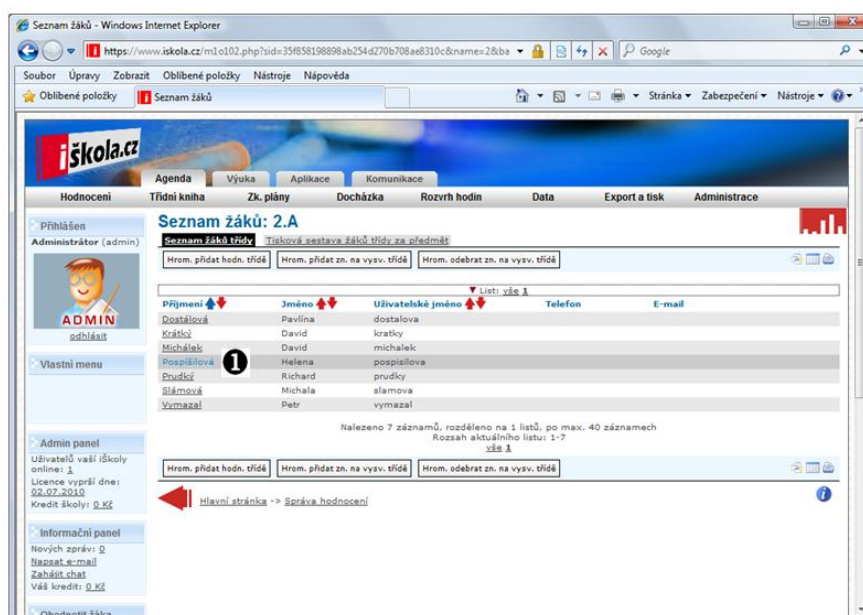 Seznam žáků - Windows Internet Explorer
https://www.iskola.cz/m1o102.php?sid=35f858198898ab254d270b708ae8310c&name=2&ba
Google
Soubor Úpravy Zobrazit Oblíbené položky Nástroje Nápověda
Oblíbené položky Seznam žáků Stránka Zabezpečení Nástroje
iškola.cz
Agenda Výuka Aplikace Komunikace
Hodnocení Třídní kniha Zk. plány Docházka Rozvrh hodin Data Export a tisk Administrace
Přihlášen
Administrátor (admin)
ADMIN
odhlásit
Vlastní menu
Admin panel
Uživatelů vaší iŠkoly
online: 1
Licence vyprší dne:
02.07.2010
Kredit školy: 0 Kč
Informační panel
Nových zpráv: 0
Napsat e-mail
Zahájit chat
Váš kredit: 0 Kč
Ohodnotit žáka
Seznam žáků: 2.A
Seznam žáků třídy Tisková sestava žáků třídy za předmět
Hrom. přidat hodn. třídě Hrom. přidat zn. na vysv. třídě Hrom. odebrat zn. na vysv. třídě
List: vše 1
Příjmení Jméno Uživatelské jméno Telefon E-mail
Dostálová Pavlína dostalova
Krátký David kratky
Michálek David michalek
Pospíšilová 1 Helena pospisilova
Prudký Richard prudky
Slámová Michala slamova
Vymazal Petr vymazal
Nalezeno 7 záznamů, rozděleno na 1 listů, po max. 40 záznamech
Rozsah aktuálního listu: 1-7
vše 1
Hrom. přidat hodn. třídě Hrom. přidat zn. na vysv. třídě Hrom. odebrat zn. na vysv. třídě
Hlavní stránka -> Správa hodnocení